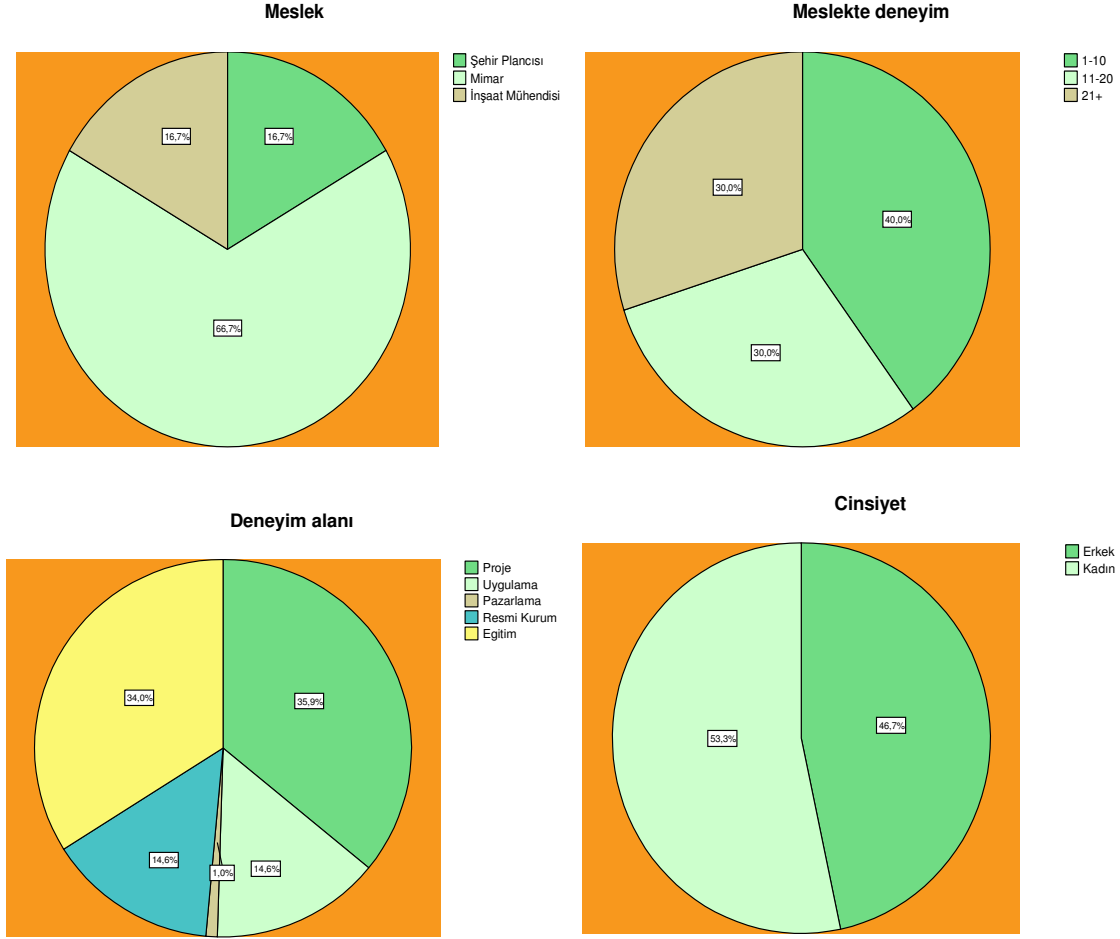 Meslek
Şehir Plancısı
Mimar
İnşaat Mühendisi
16,7%
16,7%
66,7%
Meslekte deneyim
1-10
11-20
21+
30,0%
40,0%
30,0%
Deneyim alanı
Proje
Uygulama
Pazarlama
Resmi Kurum
Egitim
34,0%
35,9%
14,6%
1,0%
14,6%
Cinsiyet
Erkek
Kadın
53,3%
46,7%